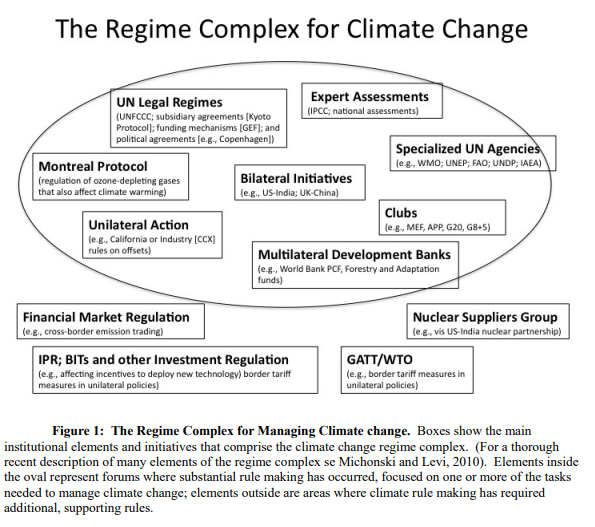 The Regime Complex for Climate Change
UN Legal Regimes
(UNFCCC; subsidiary agreements [Kyoto
Protocol]; funding mechanisms [GEF]; and
political agreements [e.g., Copenhagen])
Expert Assessments
(IPCC; national assessments)
Specialized UN Agencies
(e.g., WMO; UNEP; FAO; UNDP; IAEA)
Montreal Protocol
(regulation of ozone-depleting gases
that also affect climate warming)
Bilateral Initiatives
(e.g., US-India; UK-China)
Clubs
(e.g., MEF, APP, G20, G8+5)
Unilateral Action
(e.g., California or Industry [CCX]
rules on offsets)
Multilateral Development Banks
(e.g., World Bank PCF, Forestry and Adaptation
funds)
Financial Market Regulation
(e.g., cross-border emission trading)
Nuclear Suppliers Group
(e.g., vis US-India nuclear partnership)
IPR; BITs and other Investment Regulation
(e.g., affecting incentives to deploy new technology) border tariff
measures in unilateral policies)
GATT/WTO
(e.g., border tariff measures in
unilateral policies)
Figure 1: The Regime Complex for Managing Climate change. Boxes show the main
institutional elements and initiatives that comprise the climate change regime complex. (For a thorough
recent description of many elements of the regime complex se Michonski and Levi, 2010). Elements inside
the oval represent forums where substantial rule making has occurred, focused on one or more of the tasks
needed to manage climate change; elements outside are areas where climate rule making has required
additional, supporting rules.